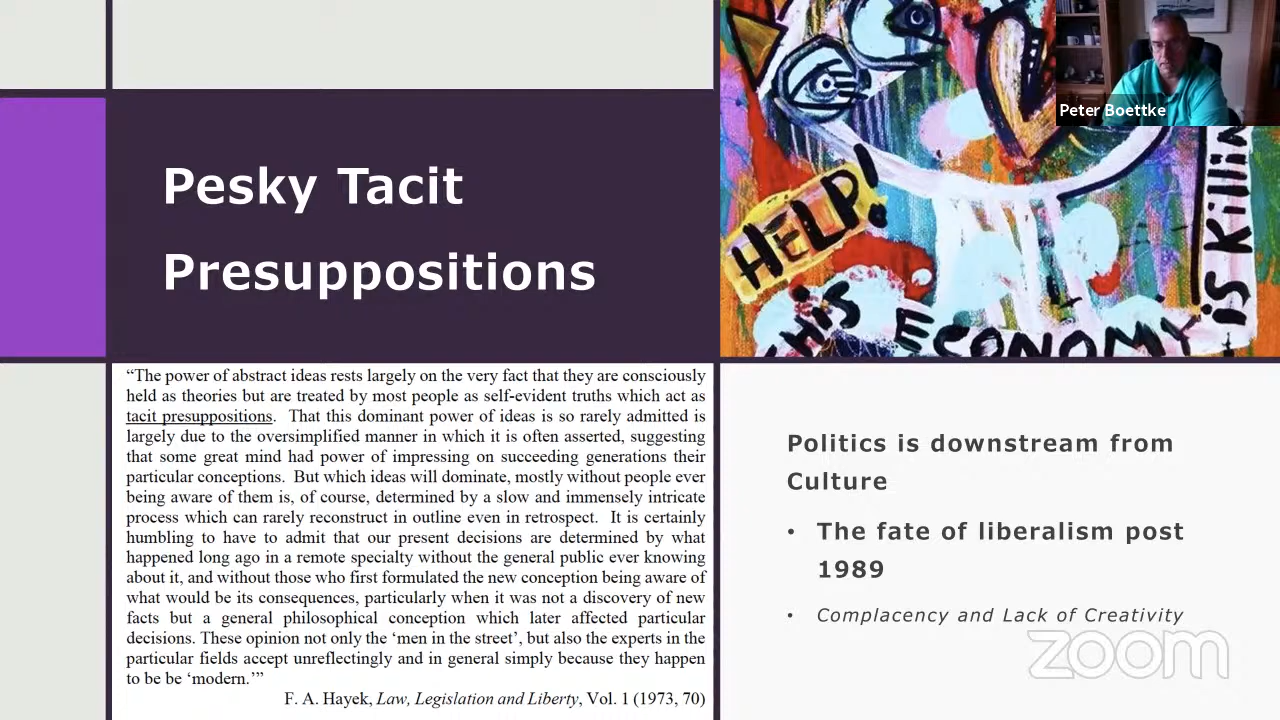 Pesky Tacit
Presuppositions
“The power of abstract ideas rests largely on the very fact that they are consciously
held as theories but are treated by most people as self-evident truths which act as
tacit presuppositions. That this dominant power of ideas is so rarely admitted is
largely due to the oversimplified manner in which it is often asserted, suggesting
that some great mind had power of impressing on succeeding generations their
particular conceptions. But which ideas will dominate, mostly without people ever
being aware of them is, of course, determined by a slow and immensely intricate
process which can rarely reconstruct in outline even in retrospect. It is certainly
humbling to have to admit that our present decisions are determined by what
happened long ago in a remote specialty without the general public ever knowing
about it, and without those who first formulated the new conception being aware of
what would be its consequences, particularly when it was not a discovery of new
facts but a general philosophical conception which later affected particular
decisions. These opinion not only the ‘men in the street’, but also the experts in the
particular fields accept unreflectingly and in general simply because they happen
to be be ‘modern.’”
F. A. Hayek, Law, Legislation and Liberty, Vol. 1 (1973, 70)
Peter Boettke
HELP!
THiS ECONOMY
iS Killin
Politics is downstream from
Culture
• The fate of liberalism post
1989
• Complacency and Lack of Creativity
zoom